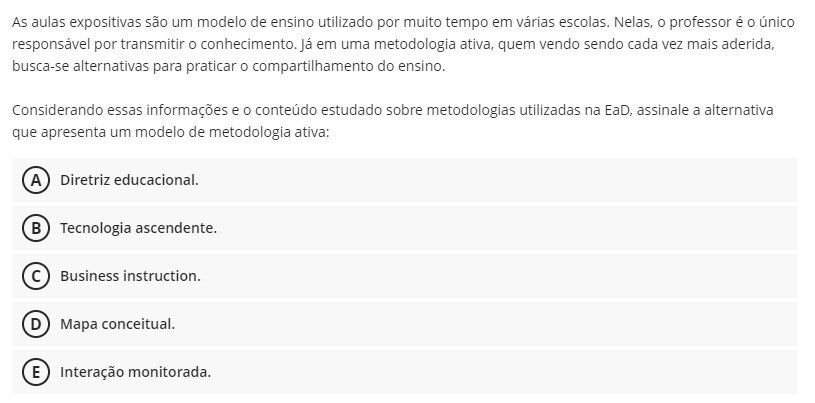 As aulas expositivas são um modelo de ensino utilizado por muito tempo em várias escolas. Nelas, o professor é o único
responsável por transmitir o conhecimento. Já em uma metodologia ativa, quem vendo sendo cada vez mais aderida,
busca-se alternativas para praticar o compartilhamento do ensino.
Considerando essas informações e o conteúdo estudado sobre metodologias utilizadas na EaD, assinale a alternativa
que apresenta um modelo de metodologia ativa:
A Diretriz educacional.
B Tecnologia ascendente.
C Business instruction.
D Mapa conceitual.
E Interação monitorada.